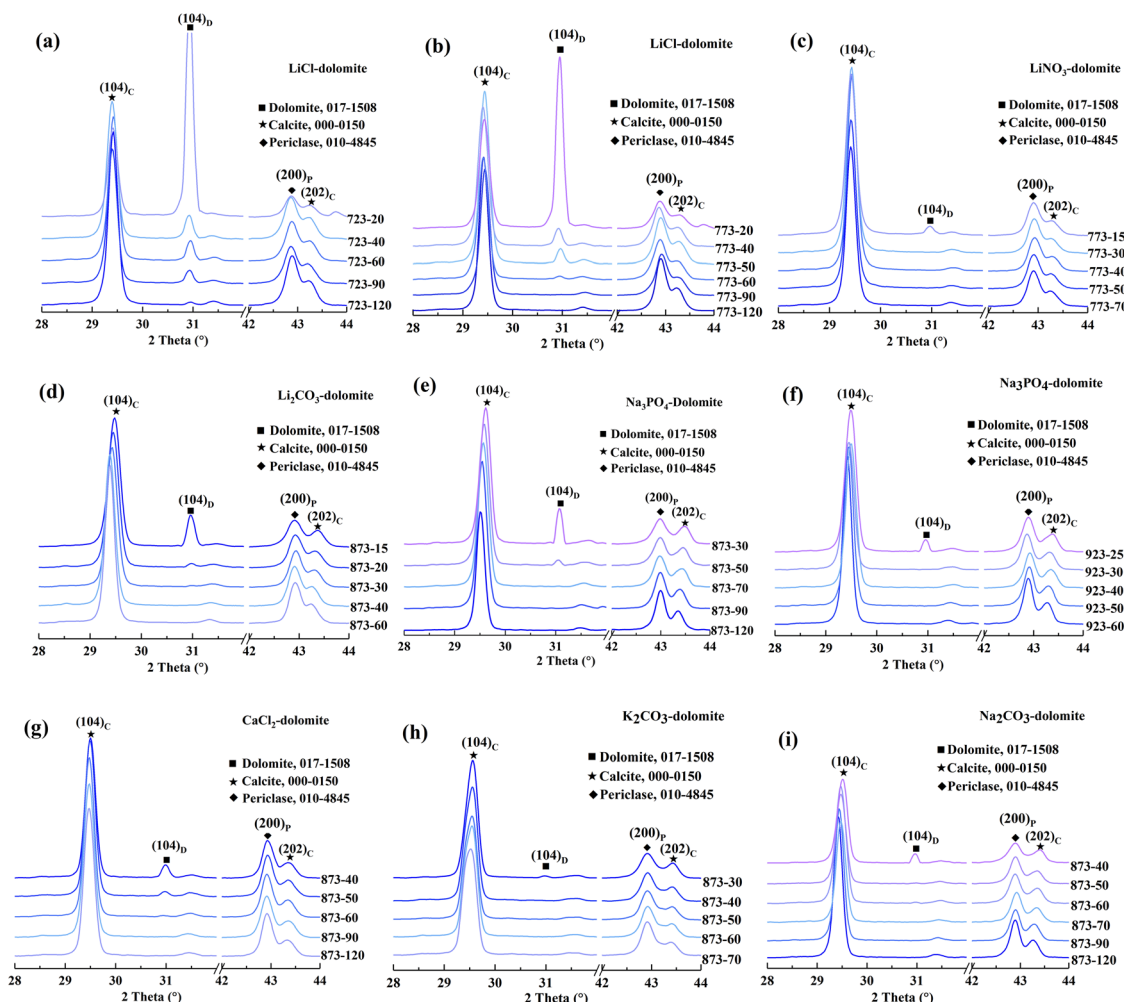 (a)
(104)D
LiCl-dolomite
(104)C
Dolomite, 017-1508
Calcite, 000-0150
Periclase, 010-4845
(200)P
(202)C
723-20
723-40
723-60
723-90
723-120
28 29 30 31 42 43 44
2 Theta (°)
(b)
(104)D
LiCl-dolomite
(104)C
Dolomite, 017-1508
Calcite, 000-0150
Periclase, 010-4845
(200)P
(202)C
773-20
773-40
773-50
773-60
773-90
773-120
28 29 30 31 42 43 44
2 Theta (°)
(c)
(104)C
LiNO3-dolomite
Dolomite, 017-1508
Calcite, 000-0150
Periclase, 010-4845
(200)P
(104)D
(202)C
773-15
773-30
773-40
773-50
773-70
28 29 30 31 42 43 44
2 Theta (°)
(d)
Li2CO3-dolomite
(104)C
Dolomite, 017-1508
Calcite, 000-0150
Periclase, 010-4845
(104)D
(200)P
(202)C
873-15
873-20
873-30
873-40
873-60
28 29 30 31 42 43 44
2 Theta (°)
(e)
(104)C
Na3PO4-Dolomite
Dolomite, 017-1508
Calcite, 000-0150
Periclase, 010-4845
(104)D
(200)P
(202)C
873-30
873-50
873-70
873-90
873-120
28 29 30 31 42 43 44
2 Theta (°)
(f)
Na3PO4-dolomite
(104)C
Dolomite, 017-1508
Calcite, 000-0150
Periclase, 010-4845
(200)P
(104)D
(202)C
923-25
923-30
923-40
923-50
923-60
28 29 30 31 42 43 44
2 Theta (°)
(g)
CaCl2-dolomite
(104)C
Dolomite, 017-1508
Calcite, 000-0150
Periclase, 010-4845
(200)P
(104)D
(202)C
873-40
873-50
873-60
873-90
873-120
28 29 30 31 42 43 44
2 Theta (°)
(h)
K2CO3-dolomite
(104)C
Dolomite, 017-1508
Calcite, 000-0150
Periclase, 010-4845
(200)P
(104)D
(202)C
873-30
873-40
873-50
873-60
873-70
28 29 30 31 42 43 44
2 Theta (°)
(i)
Na2CO3-dolomite
Dolomite, 017-1508
(104)C
Calcite, 000-0150
Periclase, 010-4845
(200)P
(104)D
(202)C
873-40
873-50
873-60
873-70
873-90
873-120
28 29 30 31 42 43 44
2 Theta (°)